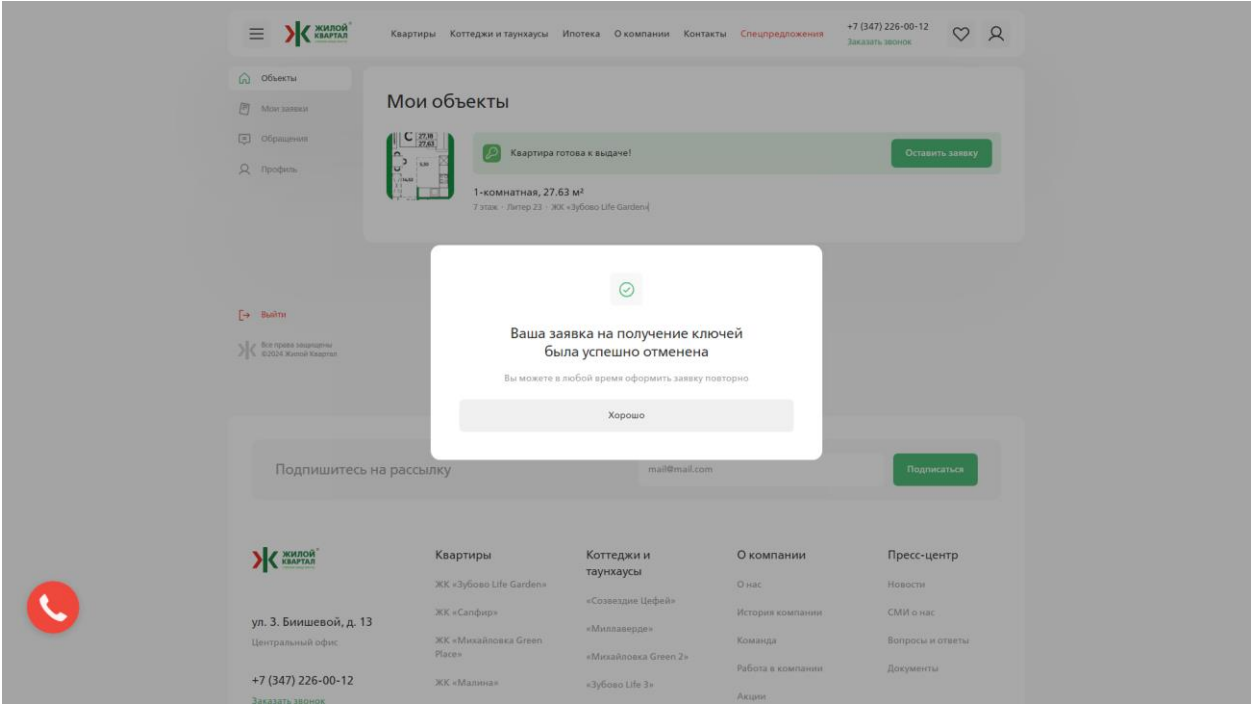 ЖИЛОЙ
КВАРТАЛ
Квартиры Коттеджи и таунхаусы Ипотека О компании Контакты Спецпредложения
+7 (347) 226-00-12
Заказать звонок
Объекты
Мои заявки
Обращения
Профиль
Мои объекты
С 27,18
27,63
Квартира готова к выдаче!
Оставить заявку
1-комнатная, 27.63 м²
7 этаж · Литер 23 · ЖК «Зубово Life Garden»
Ваша заявка на получение ключей
была успешно отменена
Вы можете в любой время оформить заявку повторно
Хорошо
Выйти
Все права защищены
©2024 Жилой Квартал
Подпишитесь на рассылку
mail@mail.com
Подписаться
ЖИЛОЙ
КВАРТАЛ
ул. З. Биишевой, д. 13
Центральный офис
+7 (347) 226-00-12
Заказать звонок
Квартиры
ЖК «Зубово Life Garden»
ЖК «Сапфир»
ЖК «Михайловка Green
Place»
ЖК «Малина»
Коттеджи и
таунхаусы
«Созвездие Цефей»
«Миллаверде»
«Михайловка Green 2»
«Зубово Life 3»
О компании
О нас
История компании
Команда
Работа в компании
Акции
Пресс-центр
Новости
СМИ о нас
Вопросы и ответы
Документы